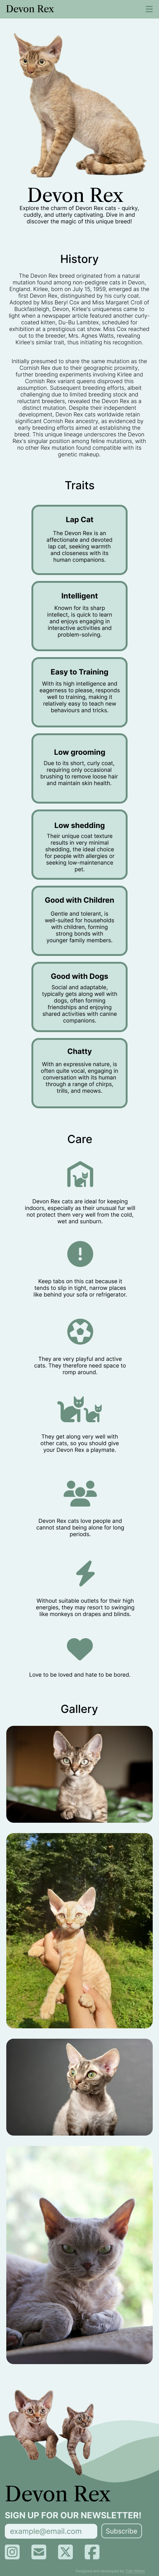 Devon Rex
Devon Rex
Explore the charm of Devon Rex cats - quirky,
cuddly, and utterly captivating. Dive in and
discover the magic of this unique breed!
History
The Devon Rex breed originated from a natural
mutation found among non-pedigree cats in Devon,
England. Kirlee, born on July 15, 1959, emerged as the
first Devon Rex, distinguished by his curly coat.
Adopted by Miss Beryl Cox and Miss Margaret Croll of
Buckfastleigh, Devon, Kirlee's uniqueness came to
light when a newspaper article featured another curly-
coated kitten, Du-Bu Lambtex, scheduled for
exhibition at a prestigious cat show. Miss Cox reached
out to the breeder, Mrs. Agnes Watts, revealing
Kirlee's similar trait, thus initiating his recognition.
Initially presumed to share the same mutation as the
Cornish Rex due to their geographic proximity,
further breeding experiments involving Kirlee and
Cornish Rex variant queens disproved this
assumption. Subsequent breeding efforts, albeit
challenging due to limited breeding stock and
reluctant breeders, revealed the Devon Rex as a
distinct mutation. Despite their independent
development, Devon Rex cats worldwide retain
significant Cornish Rex ancestry, as evidenced by
early breeding efforts aimed at establishing the
breed. This unique lineage underscores the Devon
Rex's singular position among feline mutations, with
no other Rex mutation found compatible with its
genetic makeup.
Traits
Lap Cat
The Devon Rex is an
affectionate and devoted
lap cat, seeking warmth
and closeness with its
human companions.
Intelligent
Known for its sharp
intellect, is quick to learn
and enjoys engaging in
interactive activities and
problem-solving.
Easy to Training
With its high intelligence and
eagerness to please, responds
well to training, making it
relatively easy to teach new
behaviours and tricks.
Low grooming
Due to its short, curly coat,
requiring only occasional
brushing to remove loose hair
and maintain skin health.
Low shedding
Their unique coat texture
results in very minimal
shedding, the ideal choice
for people with allergies or
seeking low-maintenance
pet.
Good with Children
Gentle and tolerant, is
well-suited for households
with children, forming
strong bonds with
younger family members.
Good with Dogs
Social and adaptable,
typically gets along well with
dogs, often forming
friendships and enjoying
shared activities with canine
companions.
Chatty
With an expressive nature, is
often quite vocal, engaging in
conversation with its human
through a range of chirps,
trills, and meows.
Care
Devon Rex cats are ideal for keeping
indoors, especially as their unusual fur will
not protect them very well from the cold,
wet and sunburn.
Keep tabs on this cat because it
tends to slip in tight, narrow places
like behind your sofa or refrigerator.
They are very playful and active
cats. They therefore need space to
romp around.
They get along very well with
other cats, so you should give
your Devon Rex a playmate.
Devon Rex cats love people and
cannot stand being alone for long
periods.
Without suitable outlets for their high
energies, they may resort to swinging
like monkeys on drapes and blinds.
Love to be loved and hate to be bored.
Gallery
Devon Rex
SIGN UP FOR OUR NEWSLETTER!
example@email.com
Subscribe
Designed and developed by